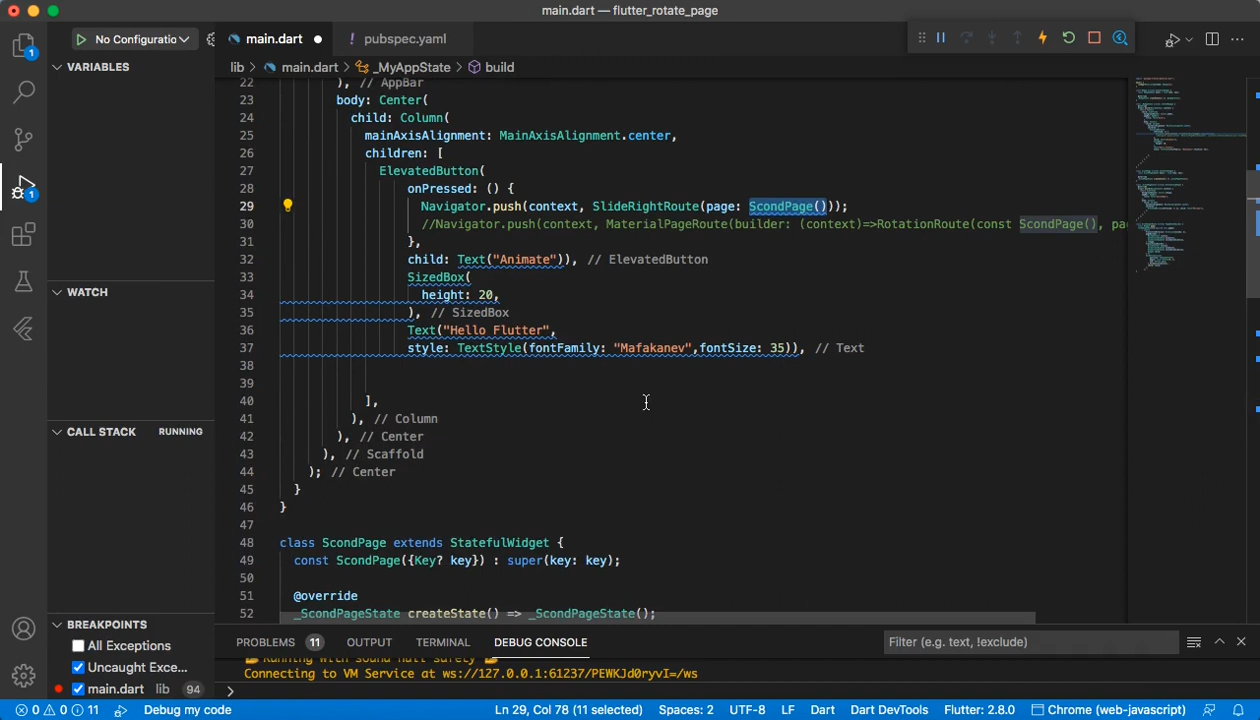 main.dart — flutter_rotate_page
No Configuratio
main.dart
pubspec.yaml
1
lib > main.dart > _MyAppState > build
VARIABLES
22 ), // AppBar
23 body: Center(
24 child: Column(
25 mainAxisAlignment: MainAxisAlignment.center,
26 children: [
27 ElevatedButton(
28 onPressed: () {
29 Navigator.push(context, SlideRightRoute(page: ScondPage()));
30 //Navigator.push(context, MaterialPageRoute(builder: (context)=>RotationRoute(const ScondPage(), pag
31 },
32 child: Text("Animate")), // ElevatedButton
33 SizedBox(
34 height: 20,
35 ), // SizedBox
36 Text("Hello Flutter",
37 style: TextStyle(fontFamily: "Mafakanev",fontSize: 35)), // Text
38
39
40 ],
41 ), // Column
42 ), // Center
43 ), // Scaffold
44 ); // Center
45 }
46 }
47
48 class ScondPage extends StatefulWidget {
49 const ScondPage({Key? key}) : super(key: key);
50
51 @override
52 _ScondPageState createState() => _ScondPageState();
1
WATCH
CALL STACK RUNNING
BREAKPOINTS
All Exceptions
Uncaught Exce...
main.dart lib 94
PROBLEMS 11 OUTPUT TERMINAL DEBUG CONSOLE
Filter (e.g. text, !exclude)
Running with sound null safety
Connecting to VM Service at ws://127.0.0.1:61237/PEWKJd0ryvI=/ws
0 0 11 Debug my code Ln 29, Col 78 (11 selected) Spaces: 2 UTF-8 LF Dart Dart DevTools Flutter: 2.8.0 Chrome (web-javascript)